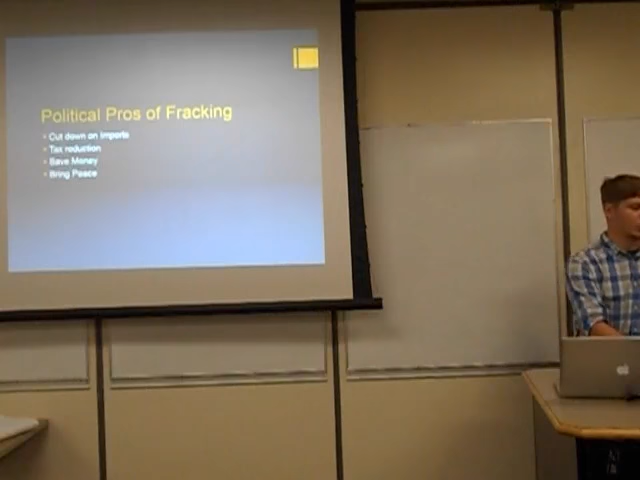 Political Pros of Fracking
Cut down on Imports
Tax reduction
Save Money
Bring Peace